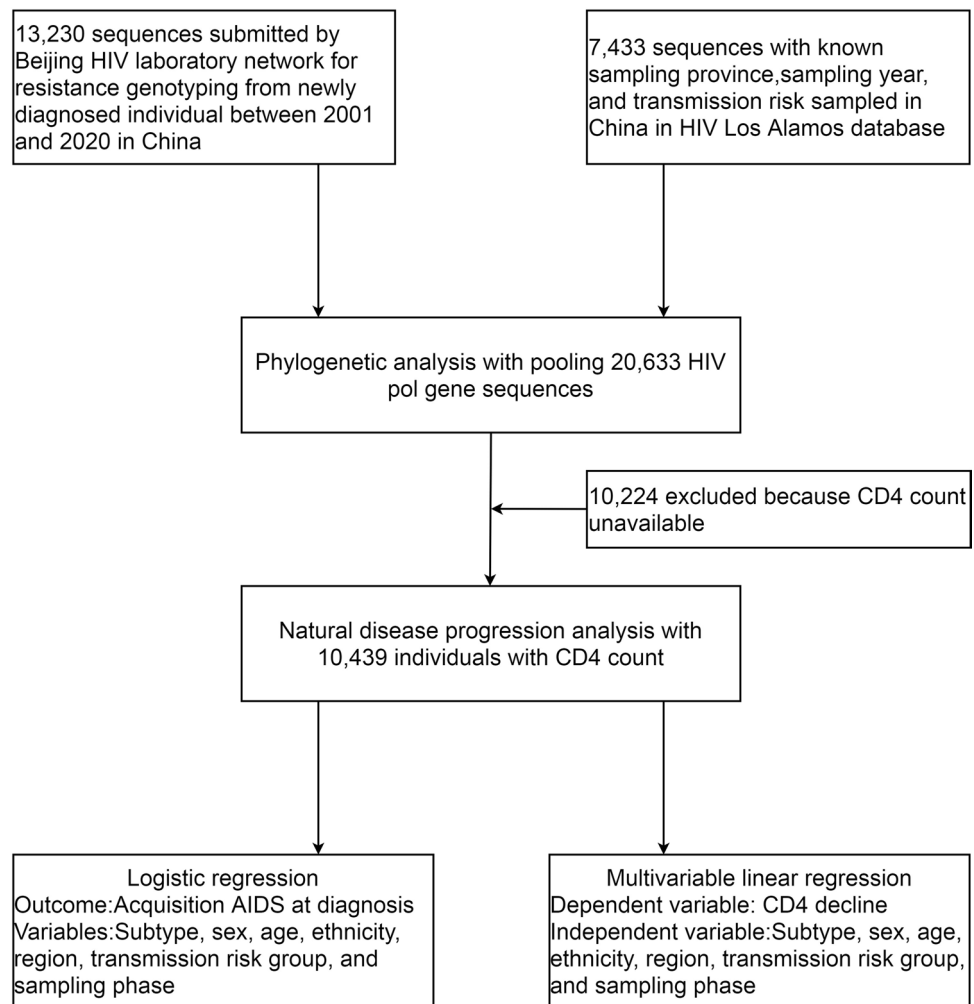 13,230 sequences submitted by
Beijing HIV laboratory network for
resistance genotyping from newly
diagnosed individual between 2001
and 2020 in China
7,433 sequences with known
sampling province,sampling year,
and transmission risk sampled in
China in HIV Los Alamos database
Phylogenetic analysis with pooling 20,633 HIV
pol gene sequences
10,224 excluded because CD4 count
unavailable
Natural disease progression analysis with
10,439 individuals with CD4 count
Logistic regression
Outcome:Acquisition AIDS at diagnosis
Variables:Subtype, sex, age, ethnicity,
region, transmission risk group, and
sampling phase
Multivariable linear regression
Dependent variable: CD4 decline
Independent variable:Subtype, sex, age,
ethnicity, region, transmission risk group,
and sampling phase